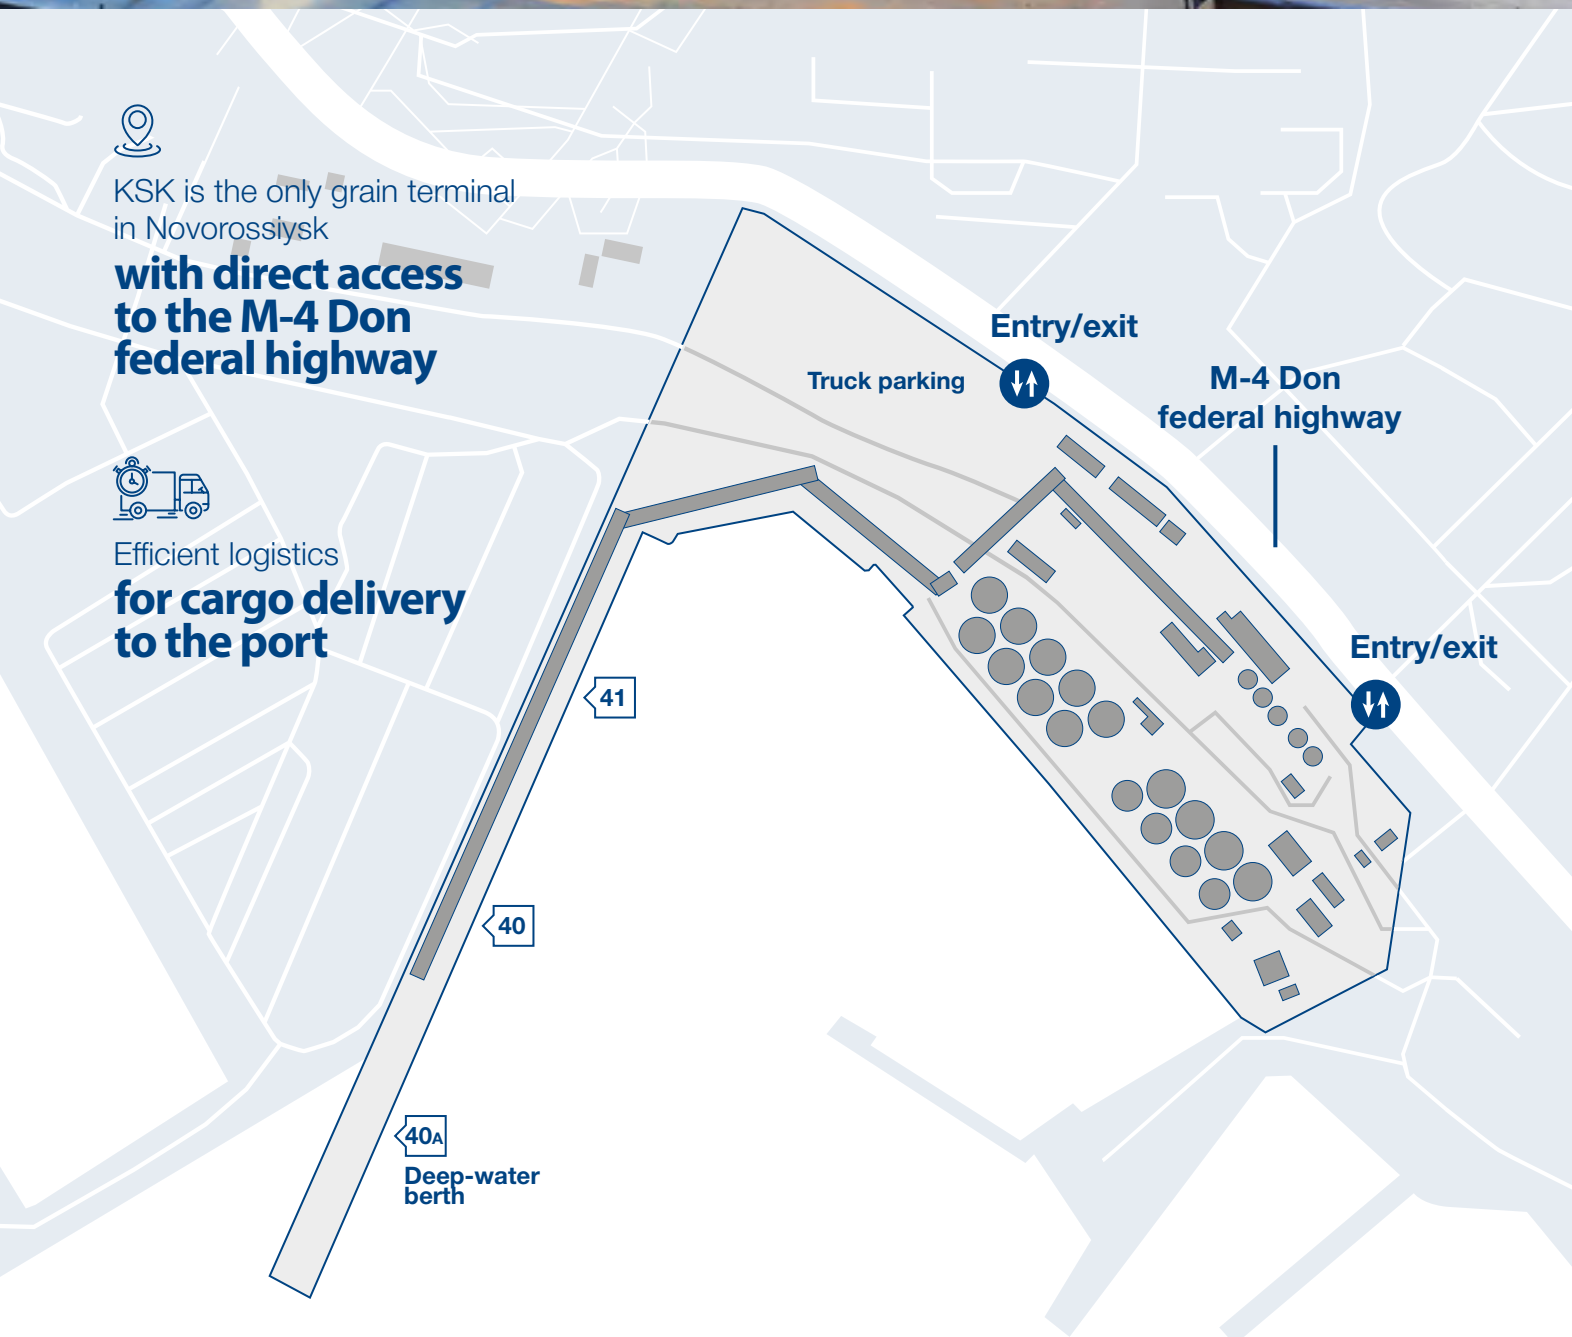 KSK is the only grain terminal
in Novorossiysk
with direct access
to the M-4 Don
federal highway
Efficient logistics
for cargo delivery
to the port
Entry/exit
Truck parking
M-4 Don
federal highway
Entry/exit
41
40
40A
Deep-water
berth